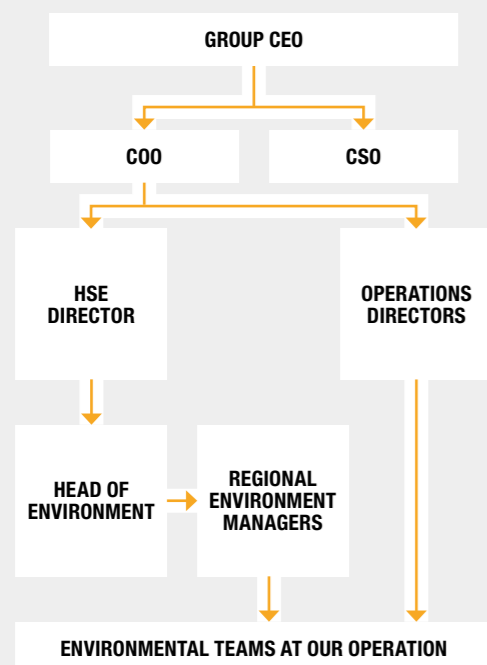 GROUP CEO
COO
CSO
HSE
DIRECTOR
OPERATIONS
DIRECTORS
HEAD OF
ENVIRONMENT
REGIONAL
ENVIRONMENT
MANAGERS
ENVIRONMENTAL TEAMS AT OUR OPERATION